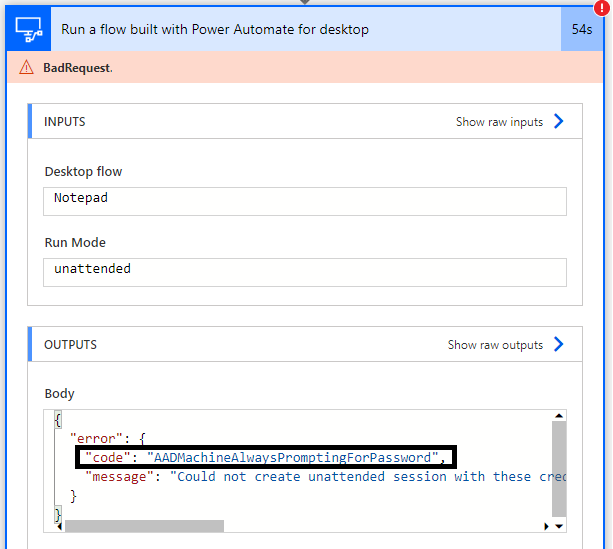 Run a flow built with Power Automate for desktop 54s !
BadRequest.
INPUTS Show raw inputs
Desktop flow
Notepad
Run Mode
unattended
OUTPUTS Show raw outputs
Body
{
"error": {
"code": "AADMachineAlwaysPromptingForPassword",
"message": "Could not create unattended session with these cred
}
}